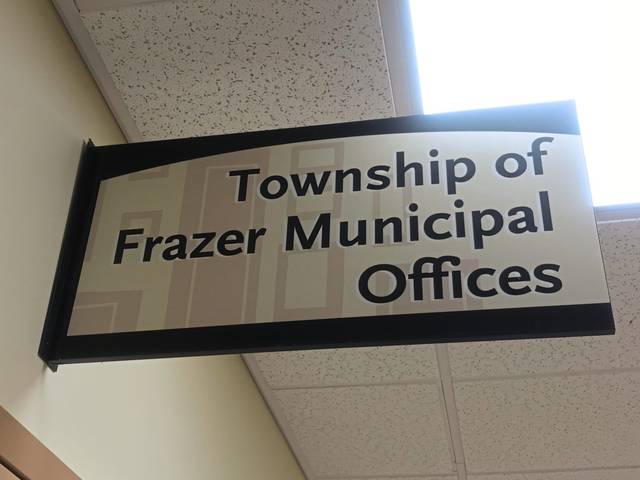 Township of
Frazer Municipal
Offices